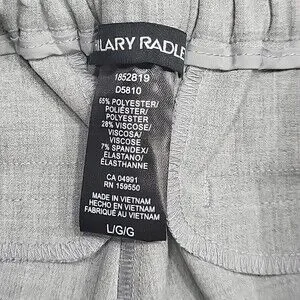 HILARY RADLE
1852819
D5810
65% POLYESTER/
POLIÉSTER/
POLYESTER
28% VISCOSE/
VISCOSA/
VISCOSE
7% SPANDEX/
ELASTANO/
ELASTHANNE
CA 04991
RN 159550
MADE IN VIETNAM
HECHO EN VIETNAM
FABRIQUÉ AU VIETNAM
L/G/G